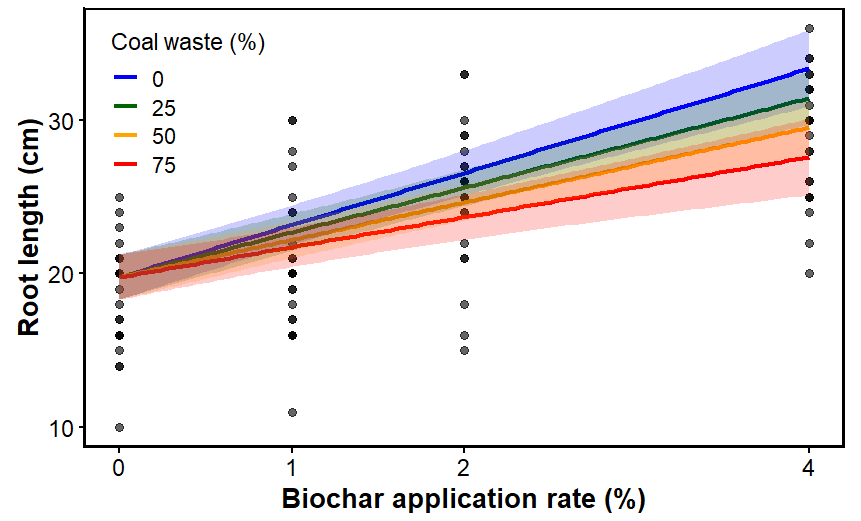 Coal waste (%)
0
25
50
75
30
20
10
Root length (cm)
0 1 2 4
Biochar application rate (%)